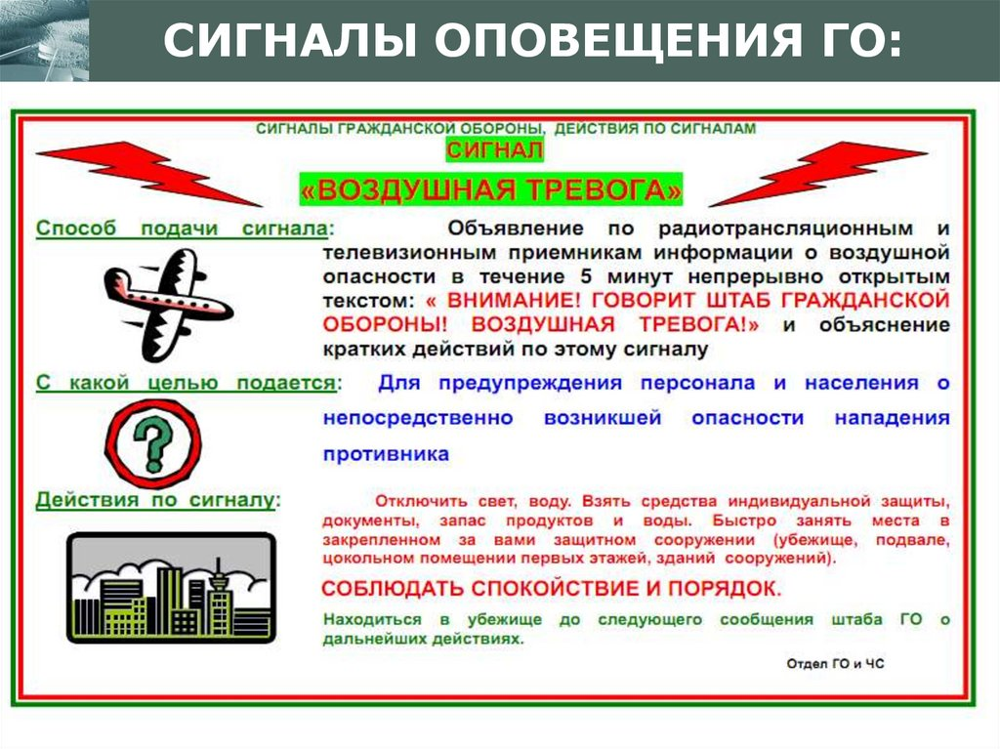 СИГНАЛЫ ОПОВЕЩЕНИЯ ГО:
СИГНАЛЫ ГРАЖДАНСКОЙ ОБОРОНЫ, ДЕЙСТВИЯ ПО СИГНАЛАМ
СИГНАЛ
«ВОЗДУШНАЯ ТРЕВОГА»
Способ подачи сигнала: Объявление по радиотрансляционным и
телевизионным приемникам информации о воздушной
опасности в течение 5 минут непрерывно открытым
текстом: « ВНИМАНИЕ! ГОВОРИТ ШТАБ ГРАЖДАНСКОЙ
ОБОРОНЫ! ВОЗДУШНАЯ ТРЕВОГА!» и объяснение
кратких действий по этому сигналу
С какой целью подается: Для предупреждения персонала и населения о
непосредственно возникшей опасности нападения
противника
Действия по сигналу: Отключить свет, воду. Взять средства индивидуальной защиты,
документы, запас продуктов и воды. Быстро занять места в
закрепленном за вами защитном сооружении (убежище, подвале,
цокольном помещении первых этажей, зданий сооружений).
СОБЛЮДАТЬ СПОКОЙСТВИЕ И ПОРЯДОК.
Находиться в убежище до следующего сообщения штаба ГО о
дальнейших действиях.
Отдел ГО и ЧС